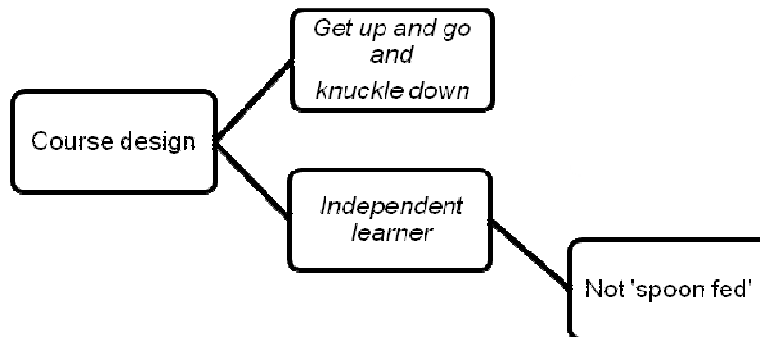 Get up and go
and
knuckle down
Course design
Independent
learner
Not 'spoon fed'